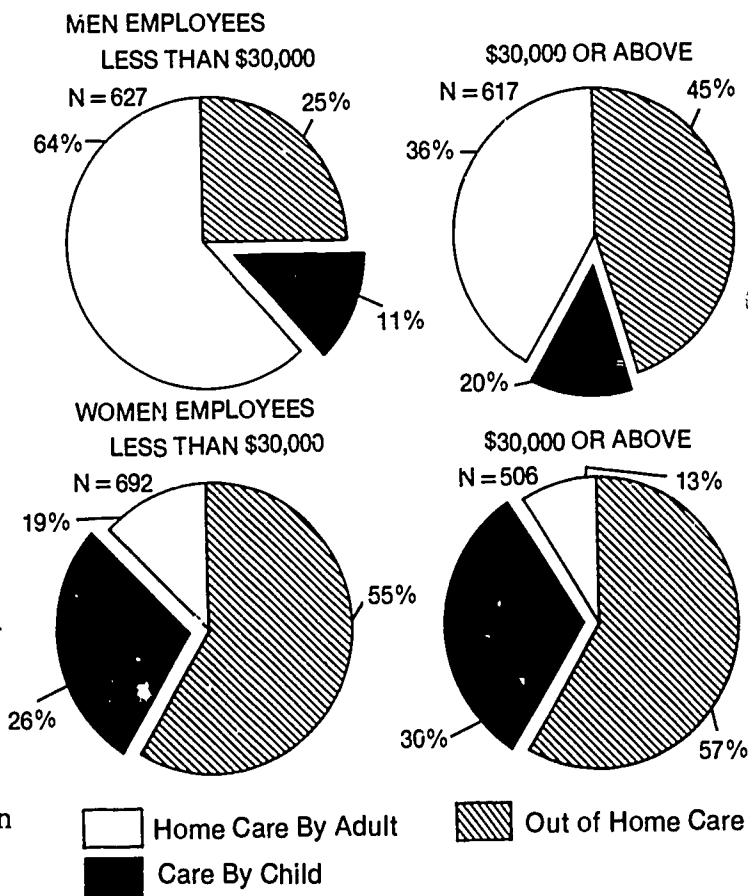 MEN EMPLOYEES
LESS THAN $30,000
N = 627
25%
64%
11%
$30,000 OR ABOVE
N = 617
45%
36%
20%
WOMEN EMPLOYEES
LESS THAN $30,000
N = 692
19%
55%
26%
$30,000 OR ABOVE
N = 506
13%
30%
57%
n
Home Care By Adult
Out of Home Care
Care By Child